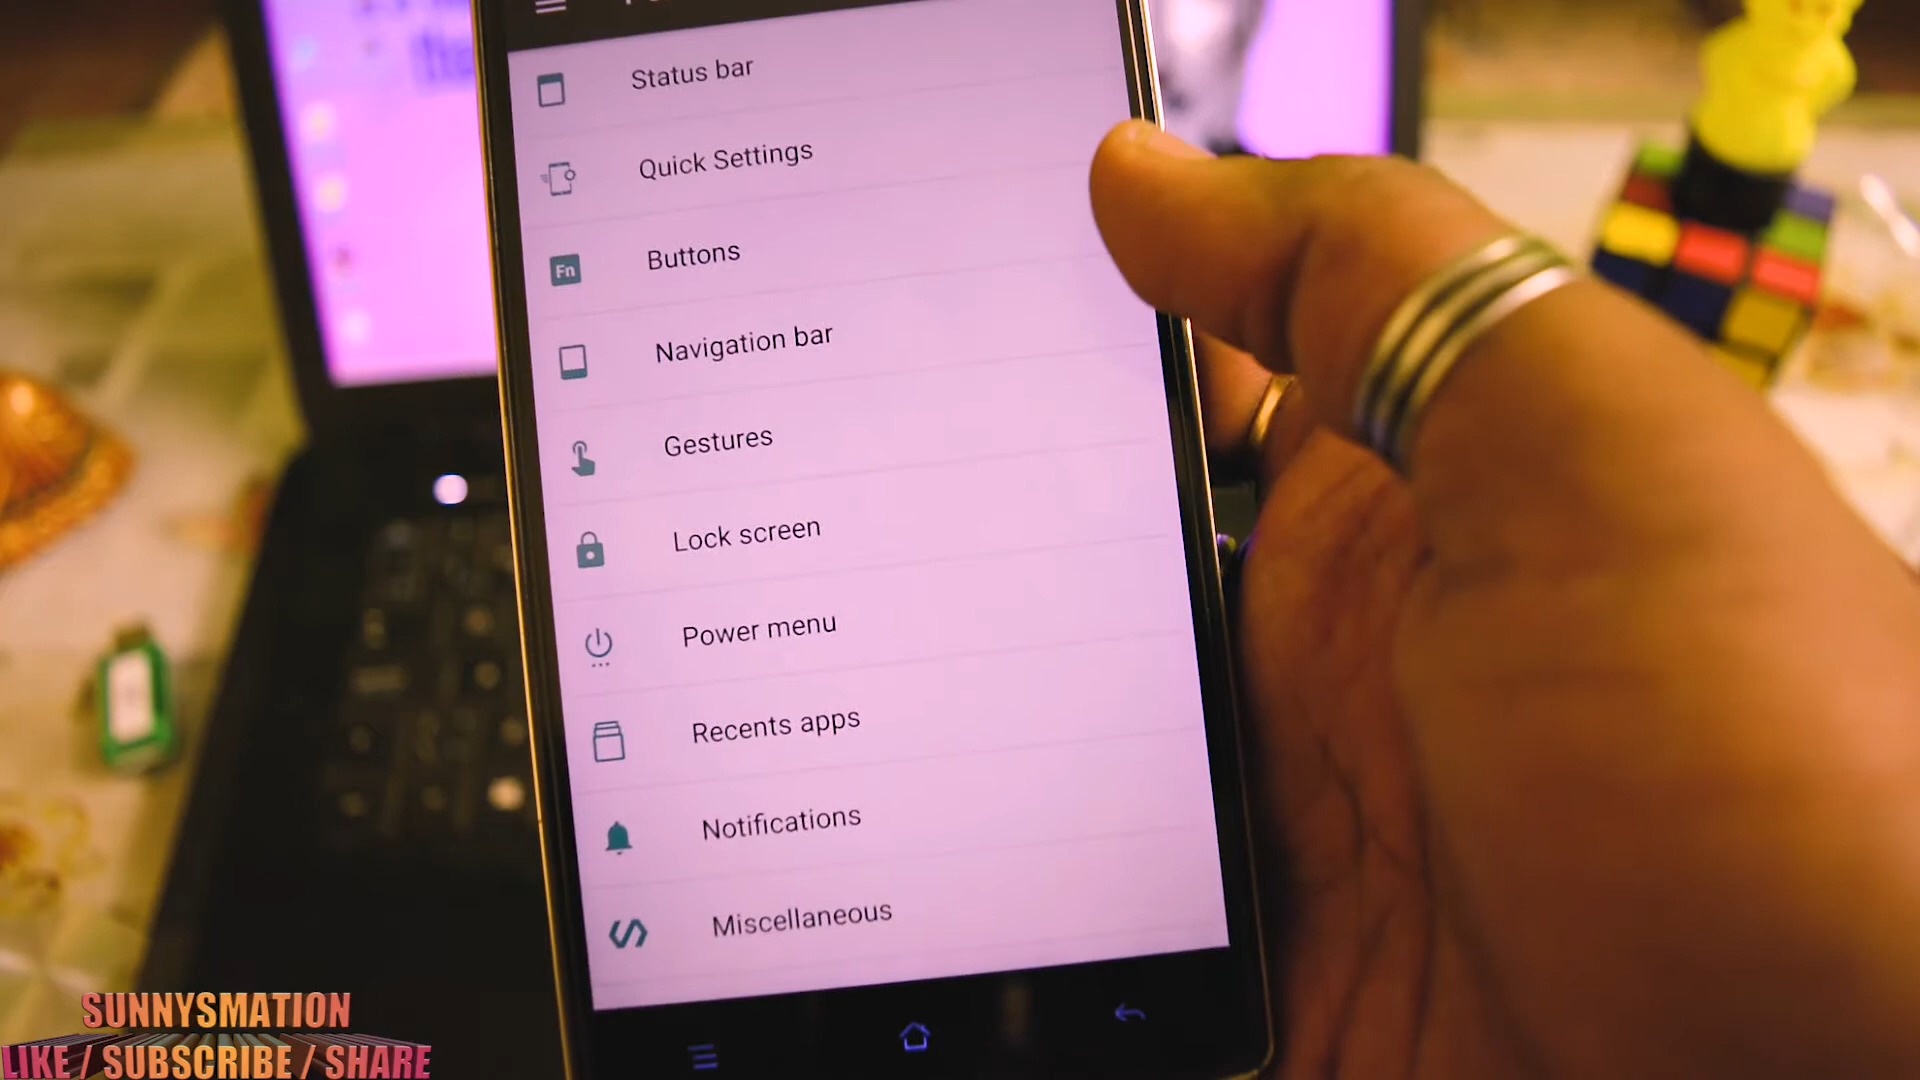 Status bar
Quick Settings
Fn
Buttons
Navigation bar
Gestures
Lock screen
Power menu
Recents apps
Notifications
Miscellaneous
SUNNYSMATION
LIKE / SUBSCRIBE / SHARE